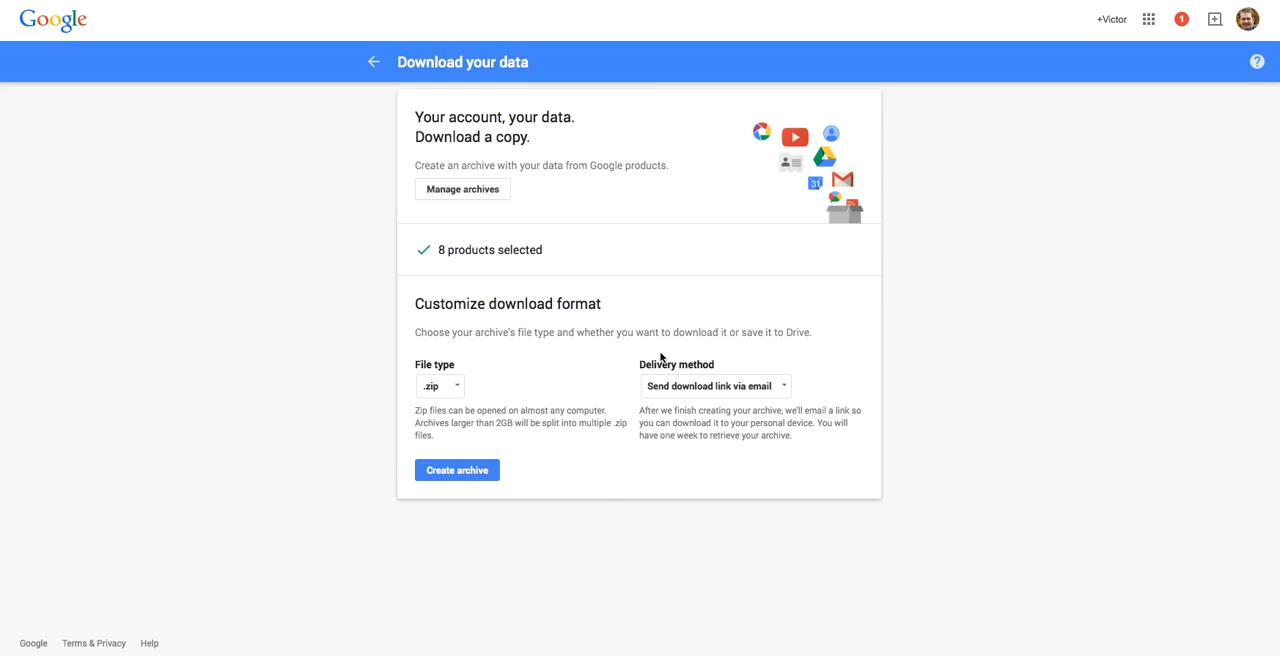 Google
+Victor
1
Download your data
?
Your account, your data.
Download a copy.
Create an archive with your data from Google products.
Manage archives
31
8 products selected
Customize download format
Choose your archive's file type and whether you want to download it or save it to Drive.
File type
.zip
Zip files can be opened on almost any computer.
Archives larger than 2GB will be split into multiple .zip
files.
Delivery method
Send download link via email
After we finish creating your archive, we'll email a link so
you can download it to your personal device. You will
have one week to retrieve your archive.
Create archive
Google Terms & Privacy Help